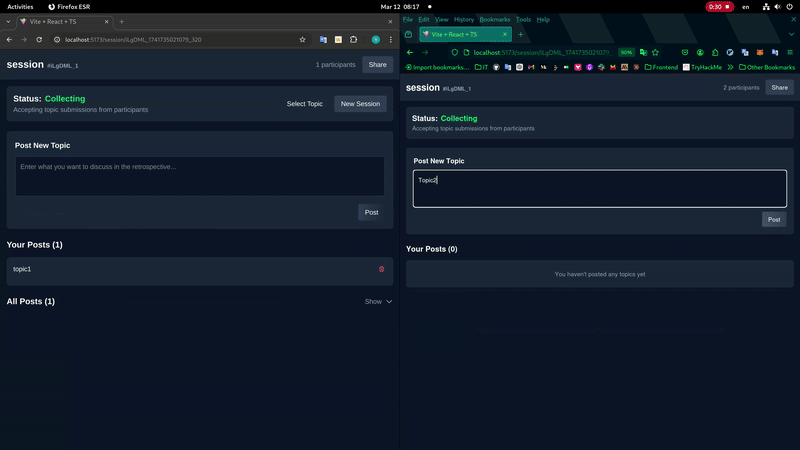 Activities
Firefox ESR
Mar 12 08:17
0:30
en
Vite + React + TS
localhost:5173/session/iLgDML_1741735021079_320
session #iLgDML_1
1 participants
Share
Status: Collecting
Accepting topic submissions from participants
Select Topic
New Session
Post New Topic
Enter what you want to discuss in the retrospective...
Post
Your Posts (1)
topic1
All Posts (1)
Show
File Edit View History Bookmarks Tools Help
Vite + React + TS
localhost:5173/session/iLgDML_1741735021079_
90%
Import bookmarks...
IT
Frontend
TryHackMe
Other Bookmarks
session #iLgDML_1
2 participants
Share
Status: Collecting
Accepting topic submissions from participants
Post New Topic
Topic2
Post
Your Posts (0)
You haven't posted any topics yet